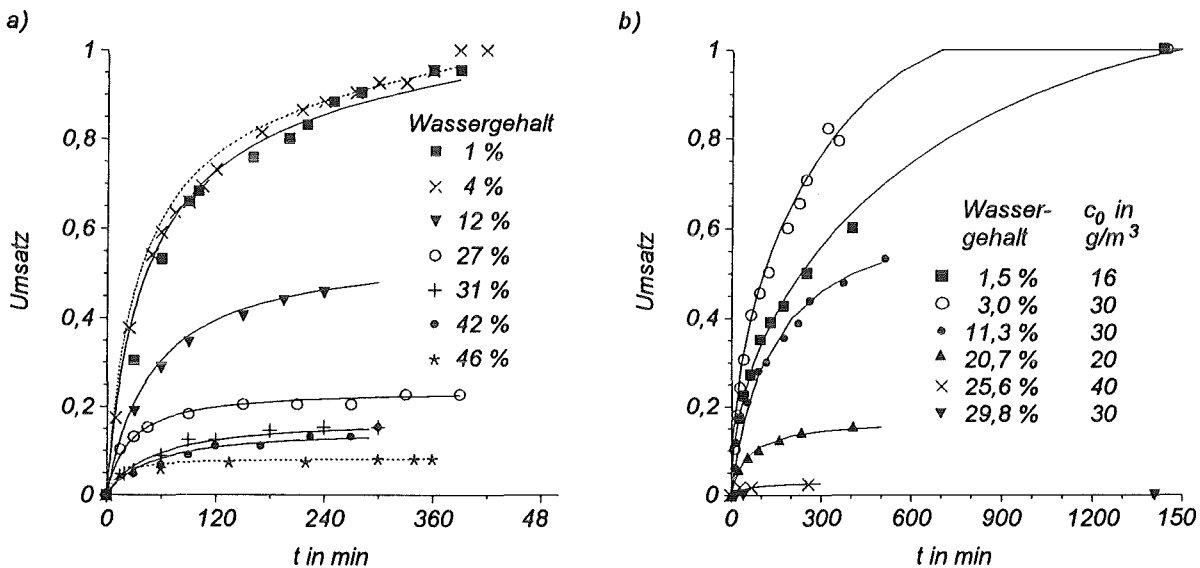 a)
1
0,8
0,6
0,4
0,2
0
Umsatz
Wassergehalt
1 %
4 %
12 %
27 %
31 %
42 %
46 %
0 120 240 360 48
t in min
b)
1
0,8
0,6
0,4
0,2
0
Umsatz
Wasser- c₀ in
gehalt g/m³
1,5 % 16
3,0 % 30
11,3 % 30
20,7 % 20
25,6 % 40
29,8 % 30
0 300 600 900 1200 150
t in min